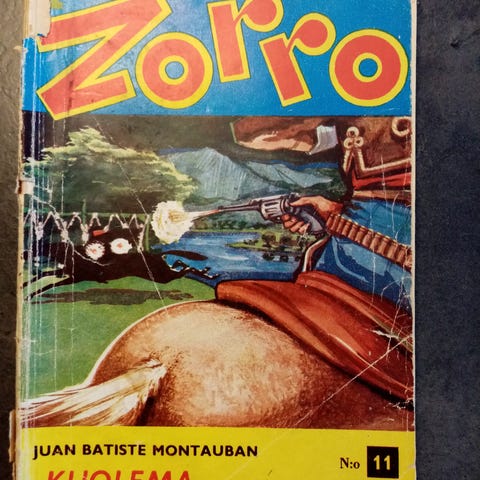 Zorro
JUAN BATISTE MONTAUBAN
N:o 11
KUOLEMA